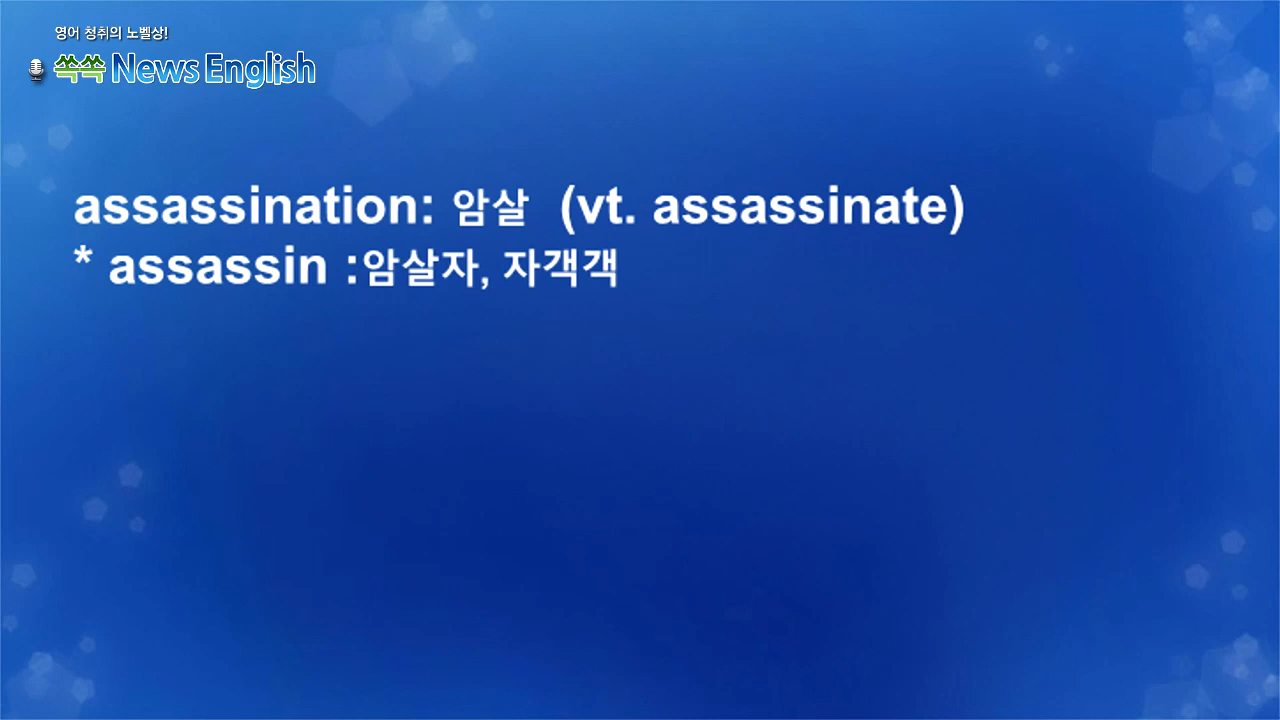 영어 청취의 노벨상!
쏙쏙 News English
assassination: 암살 (vt. assassinate)
* assassin :암살자, 자객객